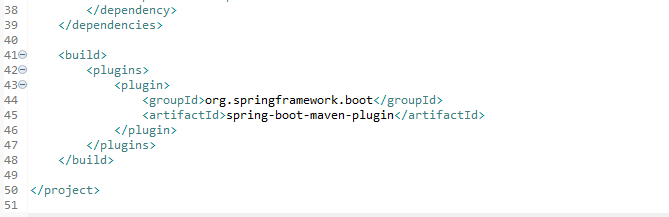 38 </dependency>
39 </dependencies>
40
41 <build>
42 <plugins>
43 <plugin>
44 <groupId>org.springframework.boot</groupId>
45 <artifactId>spring-boot-maven-plugin</artifactId>
46 </plugin>
47 </plugins>
48 </build>
49
50 </project>
51